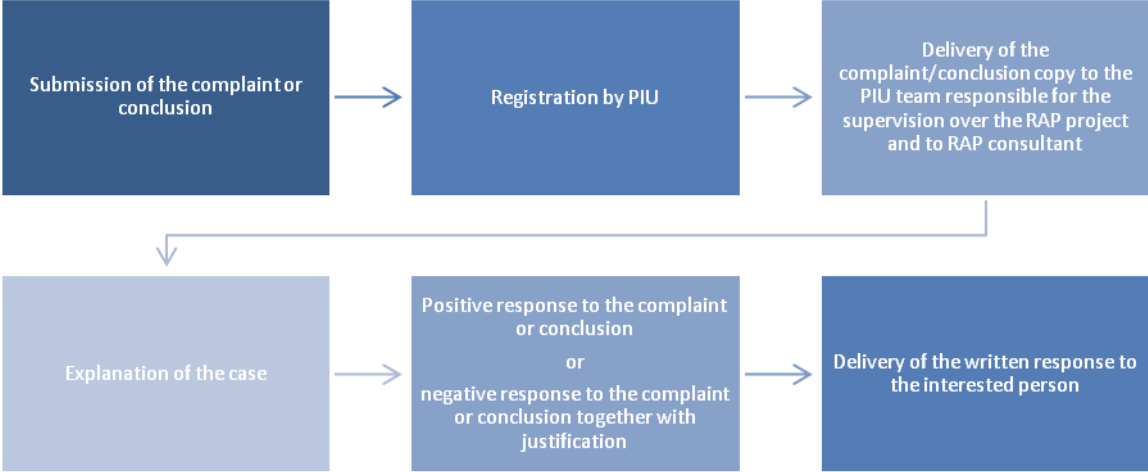 Submission of the complaint or
conclusion
Registration by PIU
Delivery of the
complaint/conclusion copy to the
PIU team responsible for the
supervision over the RAP project
and to RAP consultant
Explanation of the case
Positive response to the complaint
or conclusion
or
negative response to the complaint
or conclusion together with
justification
Delivery of the written response to
the interested person